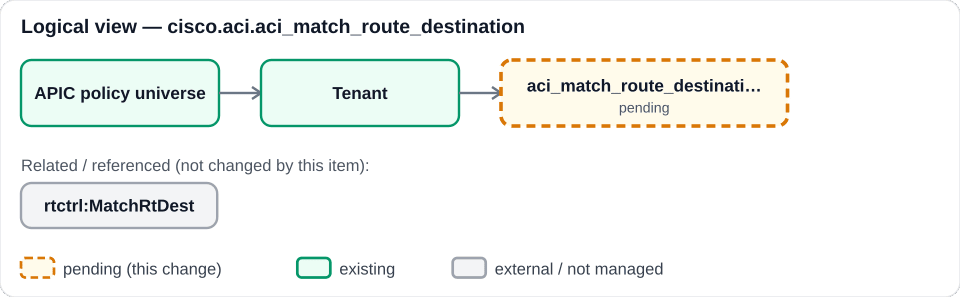 Logical view — cisco.aci.aci_match_route_destination
APIC policy universe
Tenant
aci_match_route_destinati…
pending
Related / referenced (not changed by this item):
rtctrl:MatchRtDest
pending (this change)
existing
external / not managed